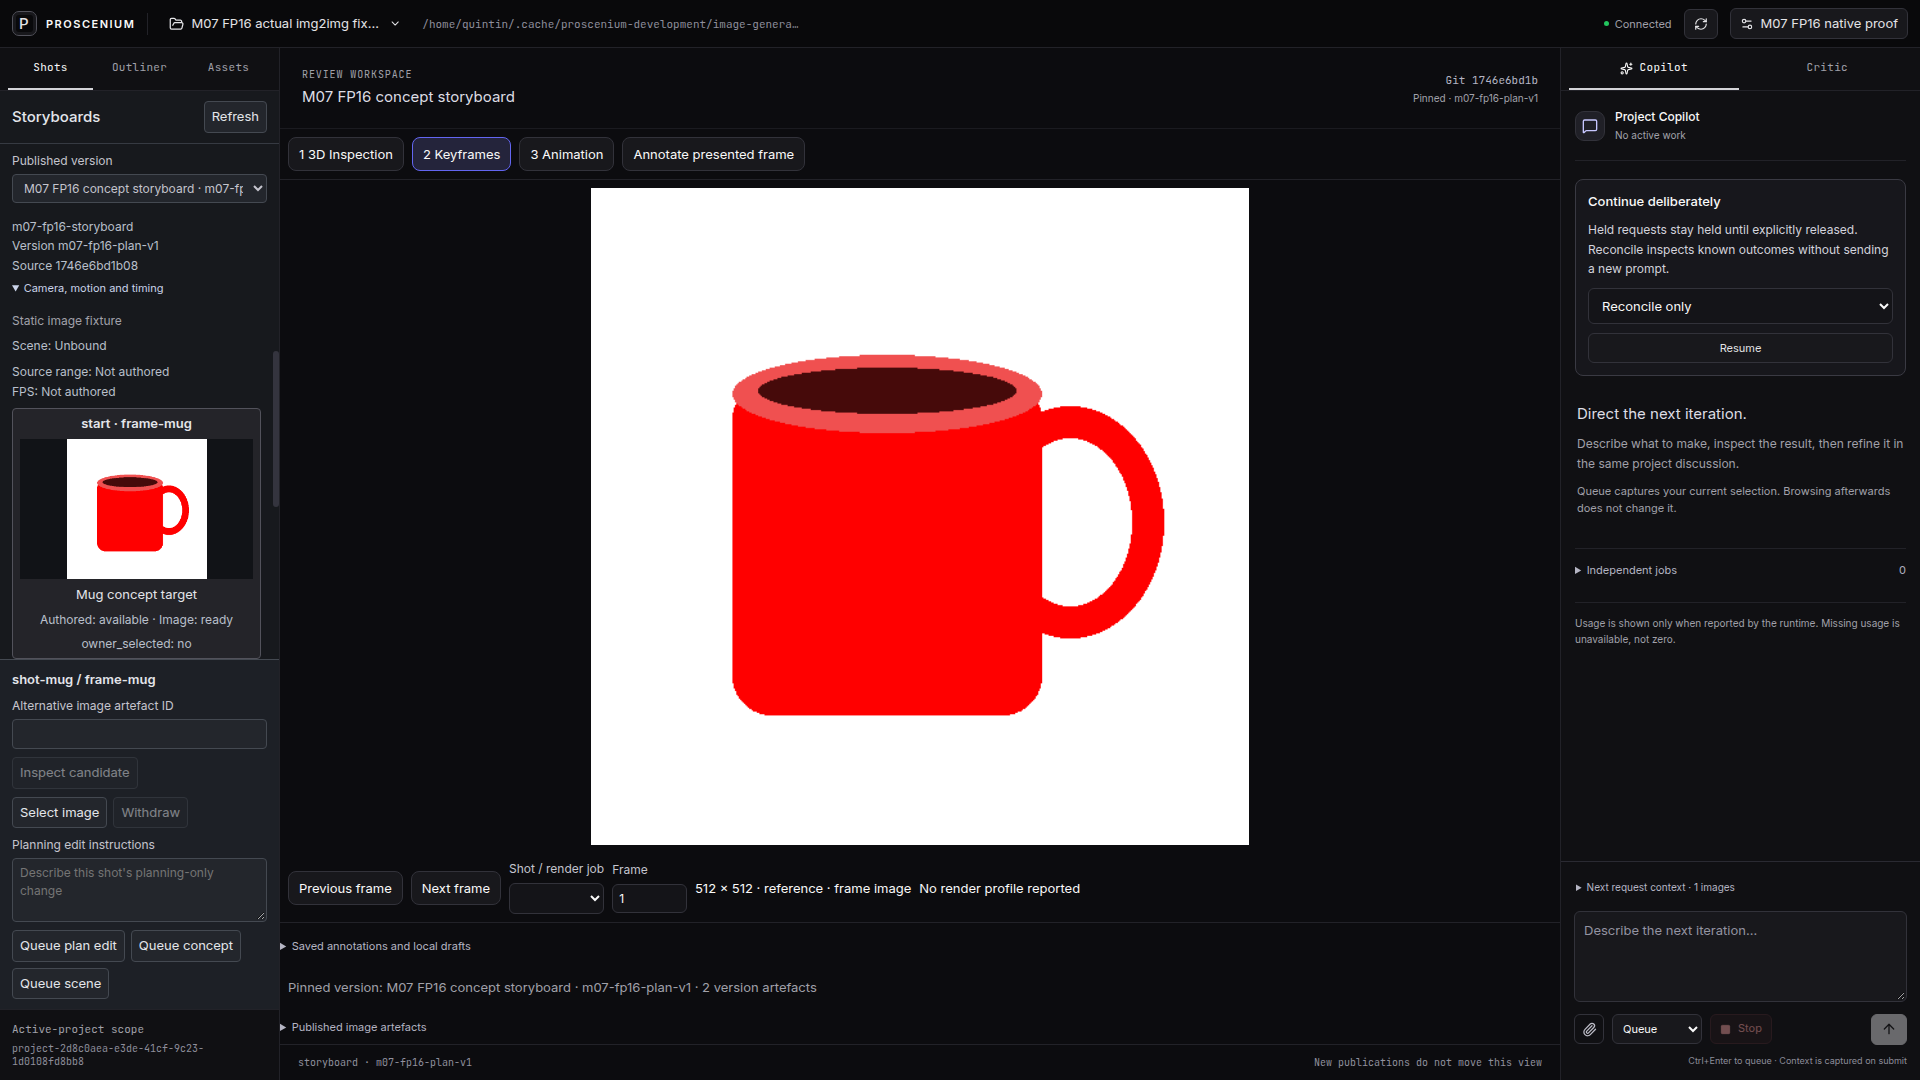 P PROSCENIUM
M07 FP16 actual img2img fix...
/home/quintin/.cache/proscenium-development/image-genera…
Connected
M07 FP16 native proof
Shots
Outliner
Assets
Storyboards
Refresh
Published version
M07 FP16 concept storyboard · m07-fp
m07-fp16-storyboard
Version m07-fp16-plan-v1
Source 1746e6bd1b08
Camera, motion and timing
Static image fixture
Scene: Unbound
Source range: Not authored
FPS: Not authored
start · frame-mug
Mug concept target
Authored: available · Image: ready
owner_selected: no
shot-mug / frame-mug
Alternative image artefact ID
Inspect candidate
Select image
Withdraw
Planning edit instructions
Describe this shot's planning-only
change
Queue plan edit
Queue concept
Queue scene
Active-project scope
project-2d8c0aea-e3de-41cf-9c23-
1d0108fd8bb8
REVIEW WORKSPACE
M07 FP16 concept storyboard
Git 1746e6bd1b
Pinned · m07-fp16-plan-v1
1 3D Inspection
2 Keyframes
3 Animation
Annotate presented frame
Previous frame
Next frame
Shot / render job
Frame
1
512 × 512 · reference · frame image
No render profile reported
Saved annotations and local drafts
Pinned version: M07 FP16 concept storyboard · m07-fp16-plan-v1 · 2 version artefacts
Published image artefacts
storyboard · m07-fp16-plan-v1
New publications do not move this view
Copilot
Critic
Project Copilot
No active work
Continue deliberately
Held requests stay held until explicitly released.
Reconcile inspects known outcomes without sending
a new prompt.
Reconcile only
Resume
Direct the next iteration.
Describe what to make, inspect the result, then refine it in
the same project discussion.
Queue captures your current selection. Browsing afterwards
does not change it.
Independent jobs
0
Usage is shown only when reported by the runtime. Missing usage is
unavailable, not zero.
Next request context · 1 images
Describe the next iteration...
Queue
Stop
Ctrl+Enter to queue · Context is captured on submit